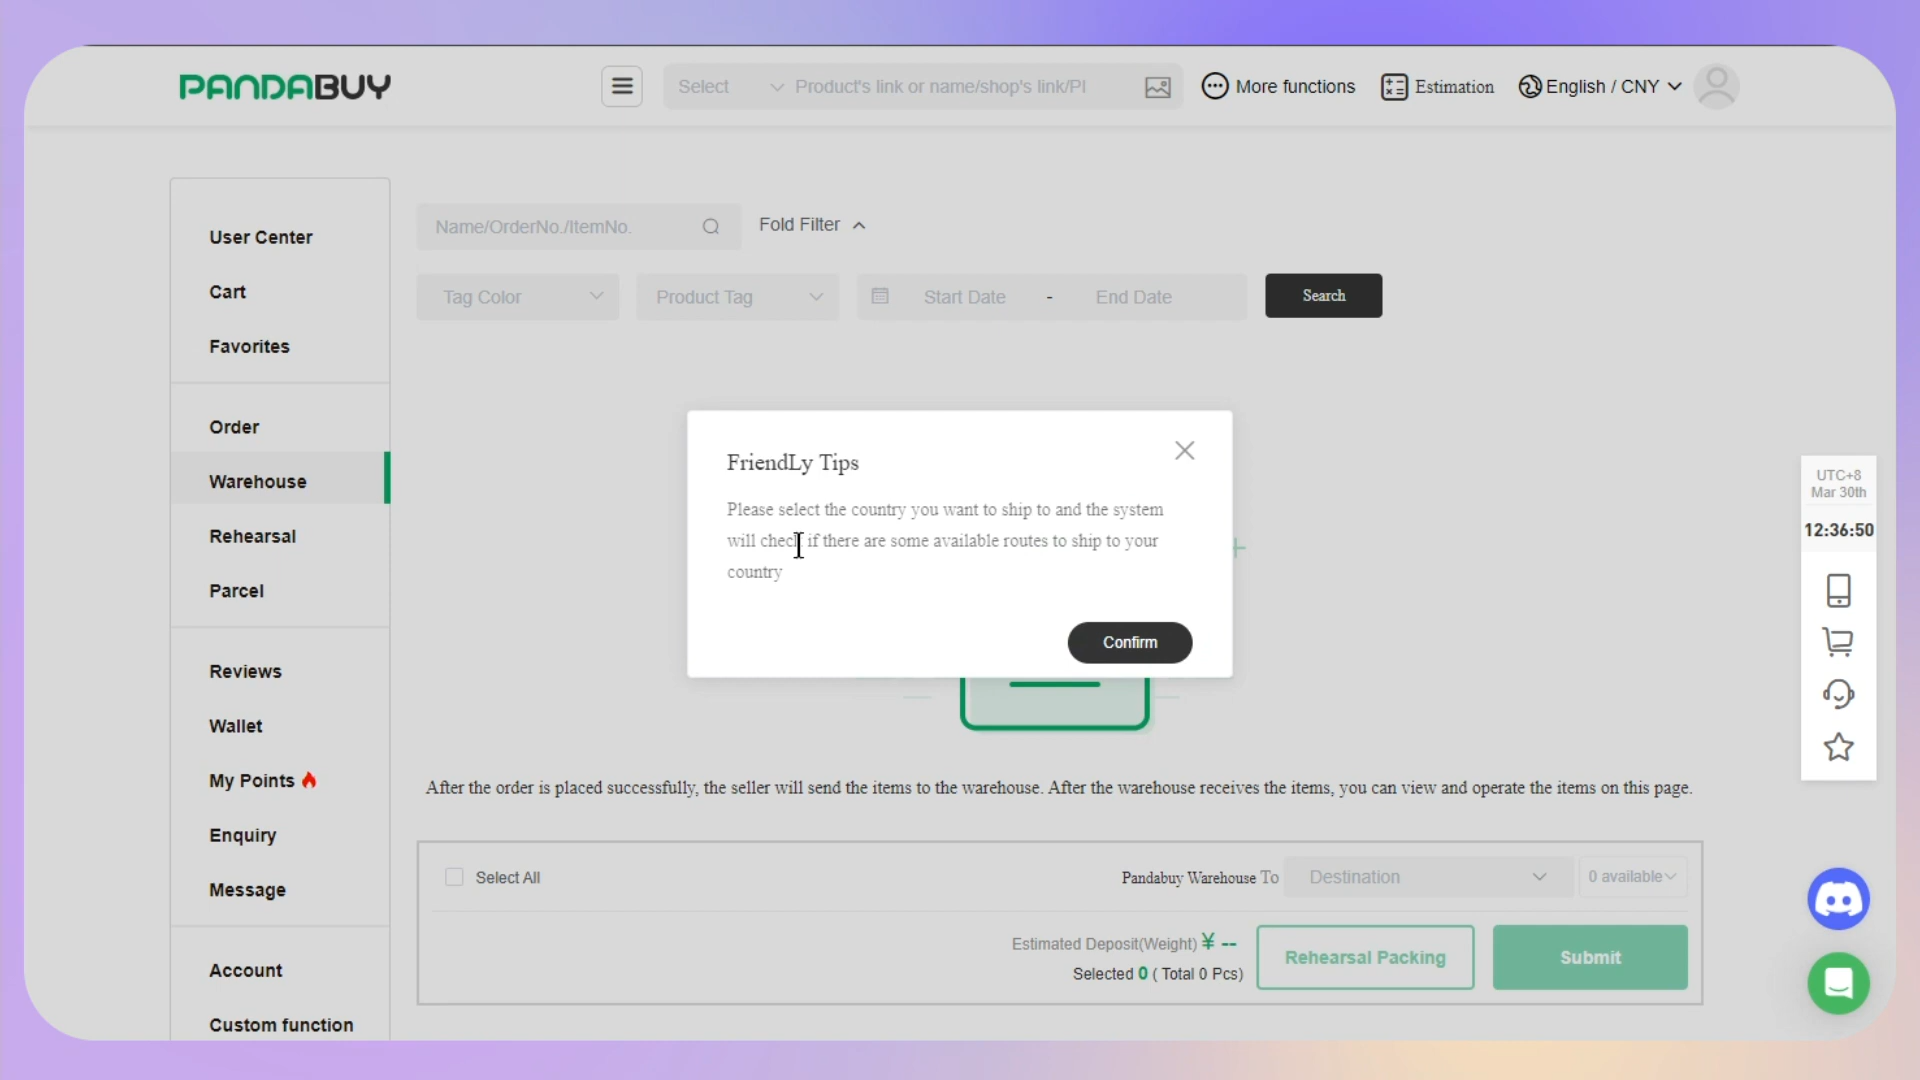 PANDABUY
Select
Product's link or name/shop's link/Pl
More functions
Estimation
English / CNY
User Center
Cart
Favorites
Order
Warehouse
Rehearsal
Parcel
Reviews
Wallet
My Points
Enquiry
Message
Account
Custom function
Name/OrderNo./ItemNo.
Fold Filter
Tag Color
Product Tag
Start Date - End Date
Search
FriendLy Tips
Please select the country you want to ship to and the system
will check if there are some available routes to ship to your
country
Confirm
After the order is placed successfully, the seller will send the items to the warehouse. After the warehouse receives the items, you can view and operate the items on this page.
Select All
Pandabuy Warehouse To
Destination
0 available
Estimated Deposit(Weight) ¥ --
Selected 0 ( Total 0 Pcs)
Rehearsal Packing
Submit
UTC+8
Mar 30th
12:36:50